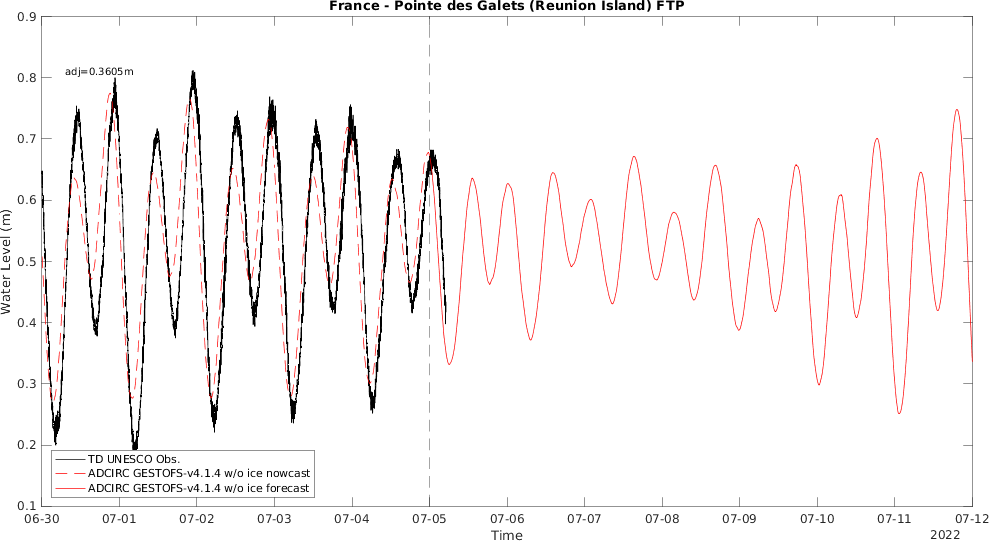 France - Pointe des Galets (Reunion Island) FTP
adj=0.3605m
0.9
0.8
0.7
0.6
0.5
0.4
0.3
0.2
0.1
Water Level (m)
TD UNESCO Obs.
ADCIRC GESTOFS-v4.1.4 w/o ice nowcast
ADCIRC GESTOFS-v4.1.4 w/o ice forecast
06-30 07-01 07-02 07-03 07-04 07-05 07-06 07-07 07-08 07-09 07-10 07-11 07-12
Time
2022